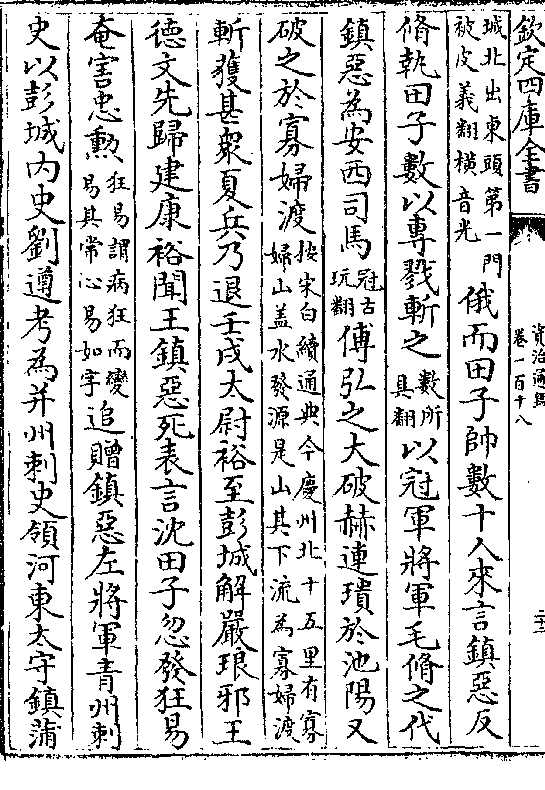 欽定四庫全書
資治通鑑
卷一百十八
城北出東頭第一門
被皮義翻橫音光
俄而田子帥數十人來言鎮惡反
脩執田子數以專戮斬之
數所
具翻
以冠軍將軍毛脩之代
鎮惡為安西司馬
冠古
玩翻
傅弘之大破赫連璝於池陽又
破之於寡婦渡
按宋白續通典今慶州北十五里有寡
婦山蓋水發源是山其下流為寡婦渡
斬獲甚衆夏兵乃退壬戌太尉裕至彭城解嚴琅邪王
徳文先歸建康裕聞王鎮惡死表言沈田子忽發狂易
奄害忠勲
狂易謂病狂而變
易其常心易如字
追贈鎮惡左將軍青州刺
史以彭城内史劉遵考為并州刺史領河東太守鎮蒲